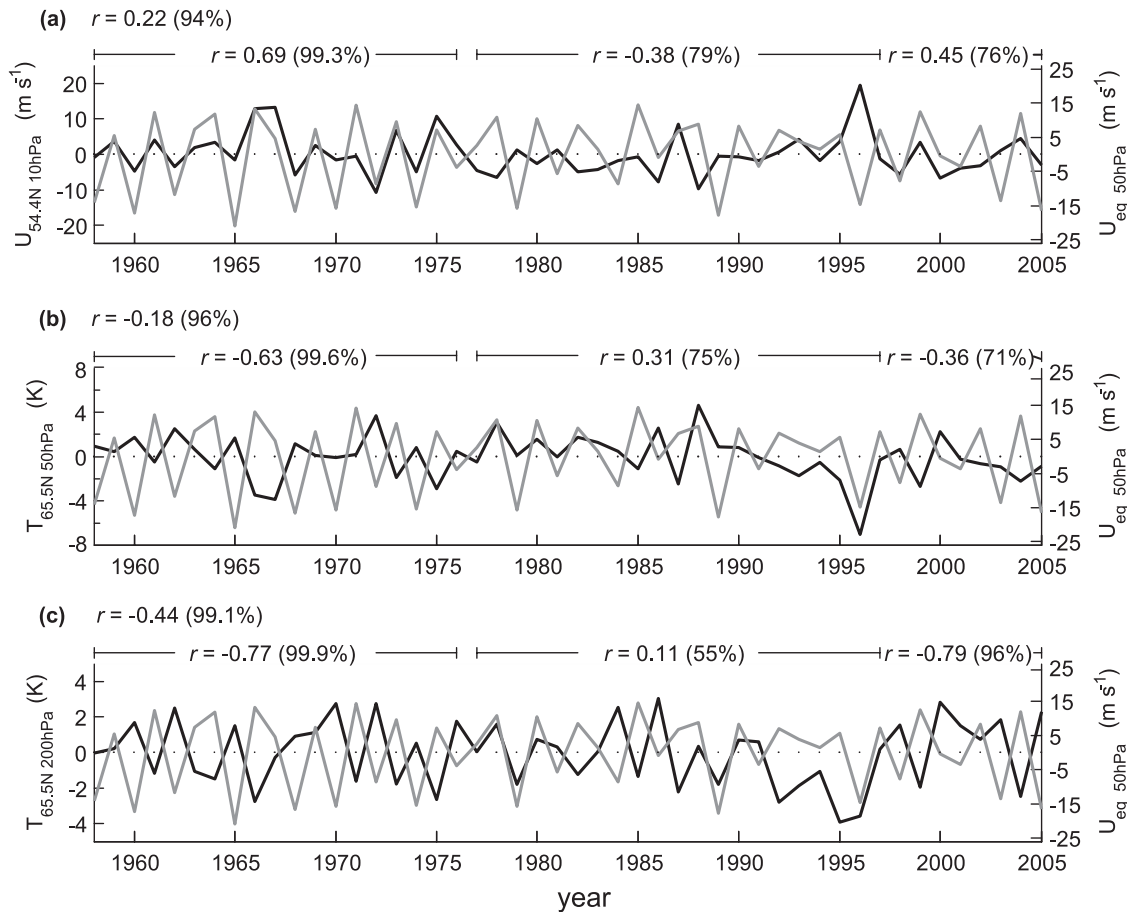 (a) r = 0.22 (94%)
r = 0.69 (99.3%) r = -0.38 (79%) r = 0.45 (76%)
U54.4N 10hPa (m s-1)
20
10
0
-10
-20
25
15
5
-5
-15
-25
Ueq 50hPa (m s-1)
1960 1965 1970 1975 1980 1985 1990 1995 2000 2005
(b) r = -0.18 (96%)
r = -0.63 (99.6%) r = 0.31 (75%) r = -0.36 (71%)
T65.5N 50hPa (K)
8
4
0
-4
-8
25
15
5
-5
-15
-25
Ueq 50hPa (m s-1)
1960 1965 1970 1975 1980 1985 1990 1995 2000 2005
(c) r = -0.44 (99.1%)
r = -0.77 (99.9%) r = 0.11 (55%) r = -0.79 (96%)
T65.5N 200hPa (K)
4
2
0
-2
-4
25
15
5
-5
-15
-25
Ueq 50hPa (m s-1)
1960 1965 1970 1975 1980 1985 1990 1995 2000 2005
year